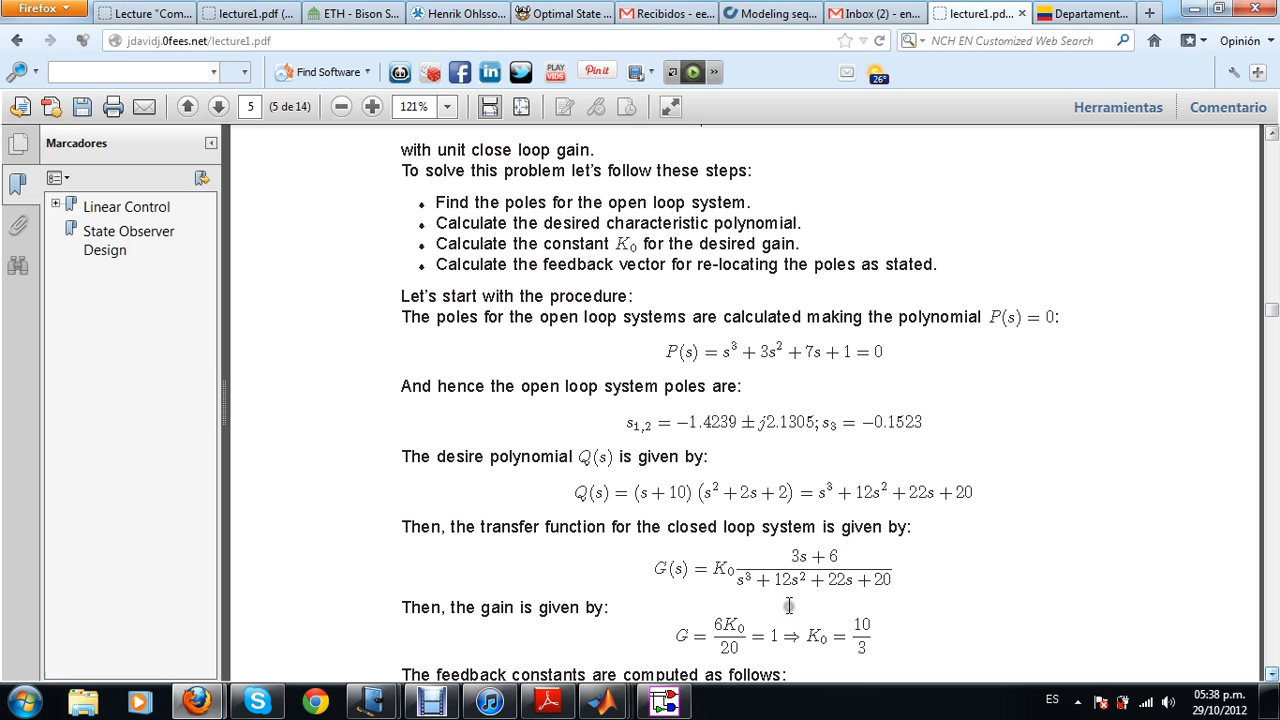 Firefox
Lecture "Com...
lecture1.pdf (...
ETH - Bison S...
Henrik Ohlsso...
Optimal State ...
Recibidos - ee...
Modeling seq...
Inbox (2) - en...
lecture1.pd...
Departament...
jdavidj.0fees.net/lecture1.pdf
NCH EN Customized Web Search
Opinión
Find Software
PLAY VIDS
Pin it
26°
5
(5 de 14)
121%
Herramientas
Comentario
Marcadores
Linear Control
State Observer
Design
with unit close loop gain.
To solve this problem let's follow these steps:
• Find the poles for the open loop system.
• Calculate the desired characteristic polynomial.
• Calculate the constant K₀ for the desired gain.
• Calculate the feedback vector for re-locating the poles as stated.
Let's start with the procedure:
The poles for the open loop systems are calculated making the polynomial P(s) = 0:
P(s) = s³ + 3s² + 7s + 1 = 0
And hence the open loop system poles are:
s₁,₂ = −1.4239 ± j2.1305; s₃ = −0.1523
The desire polynomial Q(s) is given by:
Q(s) = (s + 10) (s² + 2s + 2) = s³ + 12s² + 22s + 20
Then, the transfer function for the closed loop system is given by:
G(s) = K₀ (3s + 6)/(s³ + 12s² + 22s + 20)
Then, the gain is given by:
G = 6K₀/20 = 1 ⇒ K₀ = 10/3
The feedback constants are computed as follows:
ES
05:38 p.m.
29/10/2012